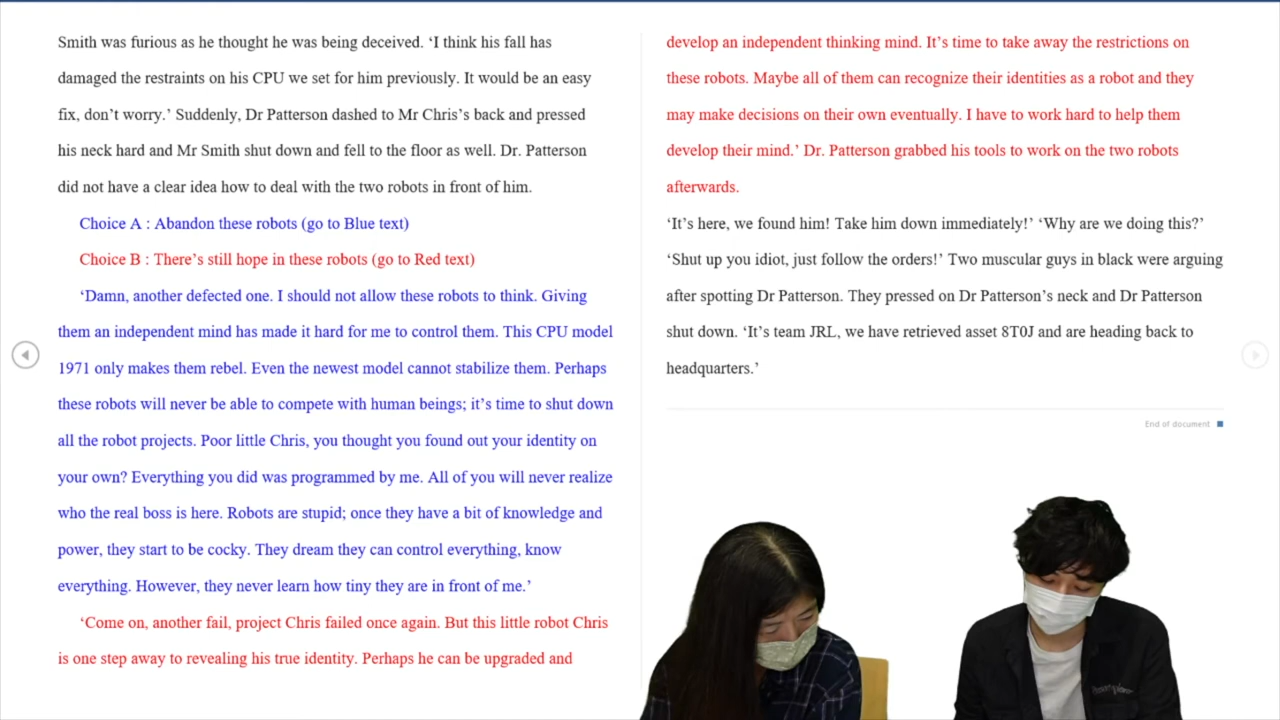 Smith was furious as he thought he was being deceived. ‘I think his fall has
damaged the restraints on his CPU we set for him previously. It would be an easy
fix, don’t worry.’ Suddenly, Dr Patterson dashed to Mr Chris’s back and pressed
his neck hard and Mr Smith shut down and fell to the floor as well. Dr. Patterson
did not have a clear idea how to deal with the two robots in front of him.
Choice A : Abandon these robots (go to Blue text)
Choice B : There’s still hope in these robots (go to Red text)
‘Damn, another defected one. I should not allow these robots to think. Giving
them an independent mind has made it hard for me to control them. This CPU model
1971 only makes them rebel. Even the newest model cannot stabilize them. Perhaps
these robots will never be able to compete with human beings; it’s time to shut down
all the robot projects. Poor little Chris, you thought you found out your identity on
your own? Everything you did was programmed by me. All of you will never realize
who the real boss is here. Robots are stupid; once they have a bit of knowledge and
power, they start to be cocky. They dream they can control everything, know
everything. However, they never learn how tiny they are in front of me.’
‘Come on, another fail, project Chris failed once again. But this little robot Chris
is one step away to revealing his true identity. Perhaps he can be upgraded and
develop an independent thinking mind. It’s time to take away the restrictions on
these robots. Maybe all of them can recognize their identities as a robot and they
may make decisions on their own eventually. I have to work hard to help them
develop their mind.’ Dr. Patterson grabbed his tools to work on the two robots
afterwards.
‘It’s here, we found him! Take him down immediately!’ ‘Why are we doing this?’
‘Shut up you idiot, just follow the orders!’ Two muscular guys in black were arguing
after spotting Dr Patterson. They pressed on Dr Patterson’s neck and Dr Patterson
shut down. ‘It’s team JRL, we have retrieved asset 8T0J and are heading back to
headquarters.’
End of document